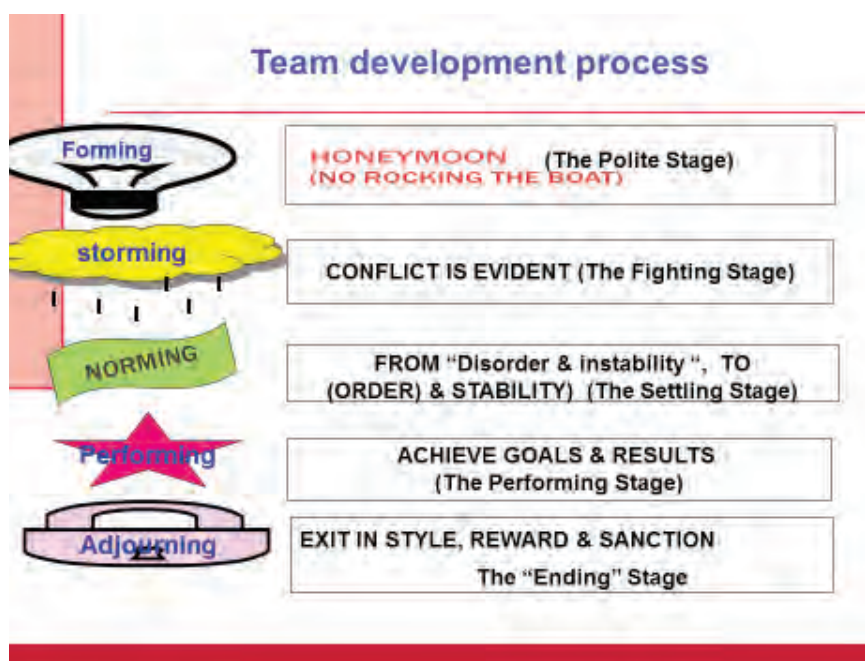 Team development process
Forming
HONEYMOON (The Polite Stage)
(NO ROCKING THE BOAT)
storming
CONFLICT IS EVIDENT (The Fighting Stage)
NORMING
FROM “Disorder & instability “, TO
(ORDER) & STABILITY) (The Settling Stage)
Performing
ACHIEVE GOALS & RESULTS
(The Performing Stage)
Adjourning
EXIT IN STYLE, REWARD & SANCTION
The “Ending” Stage